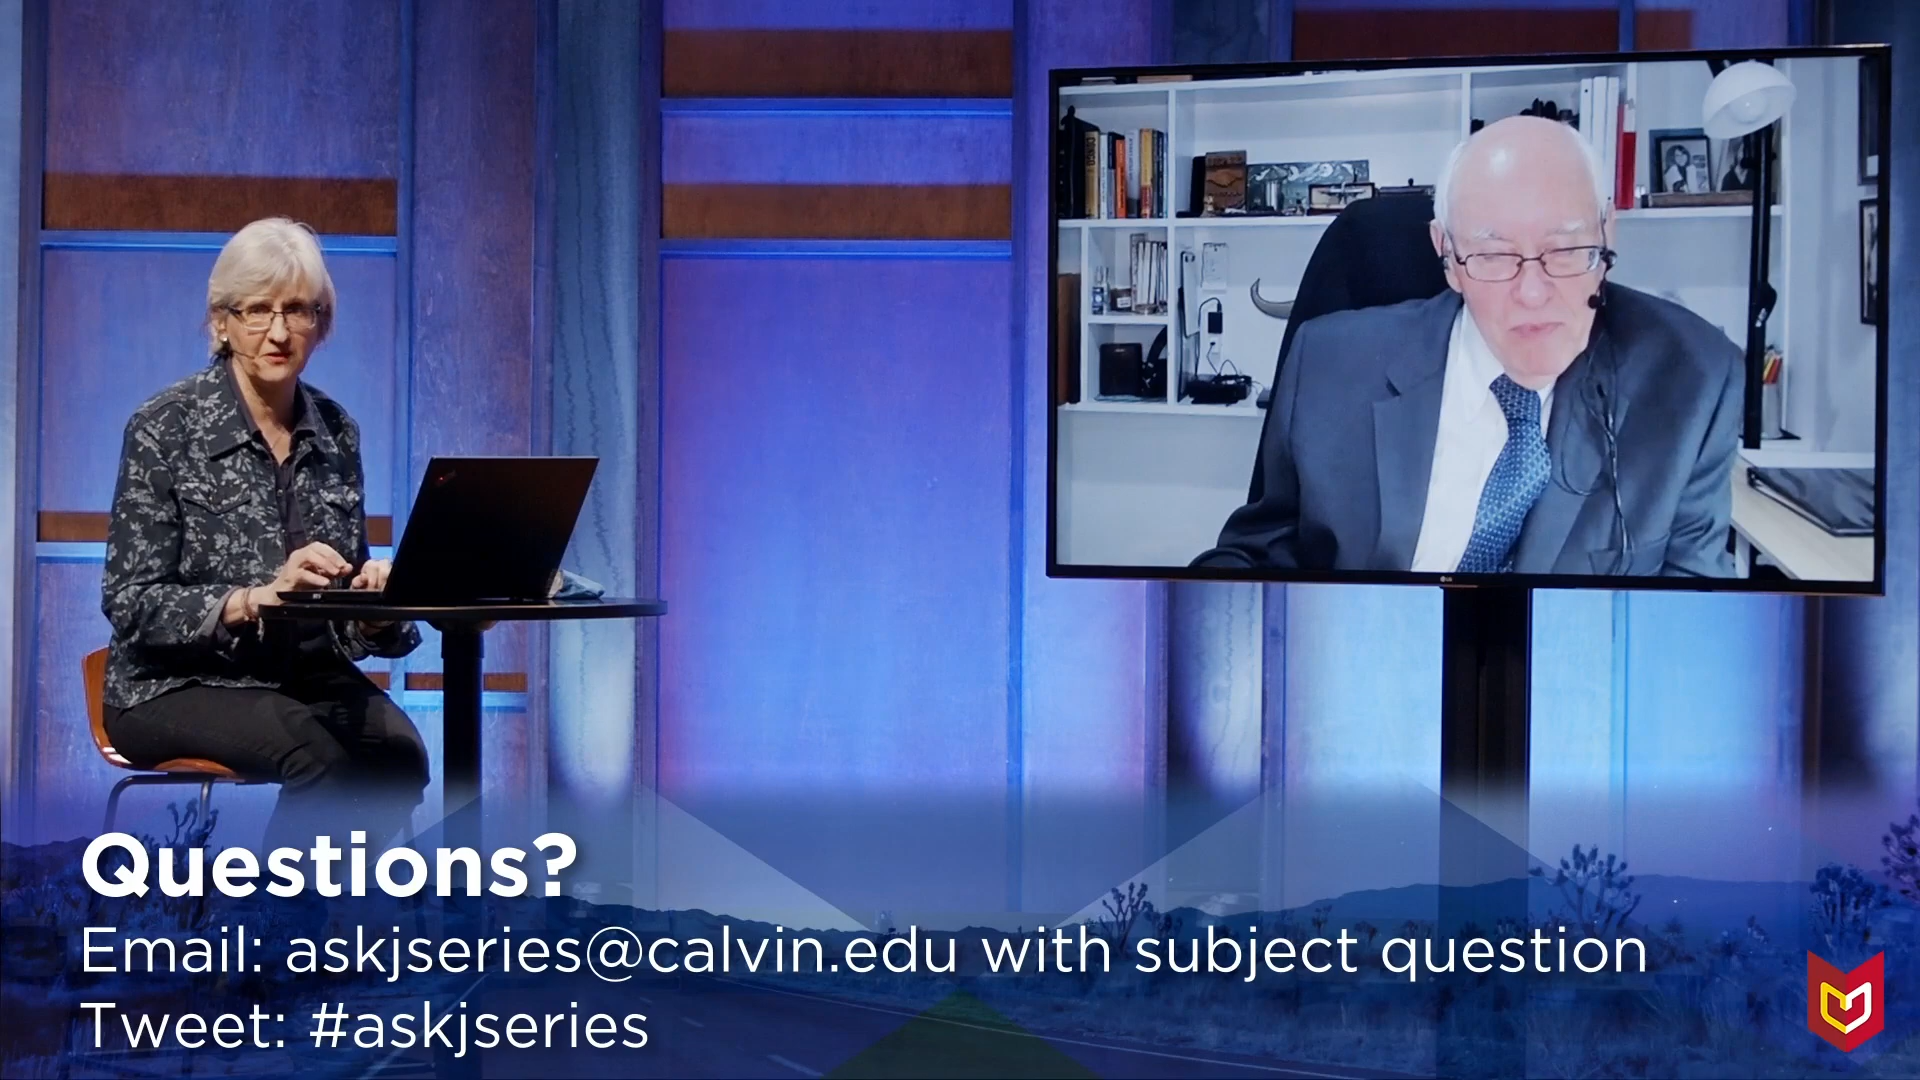 Questions?
Email: askjseries@calvin.edu with subject question
Tweet: #askjseries